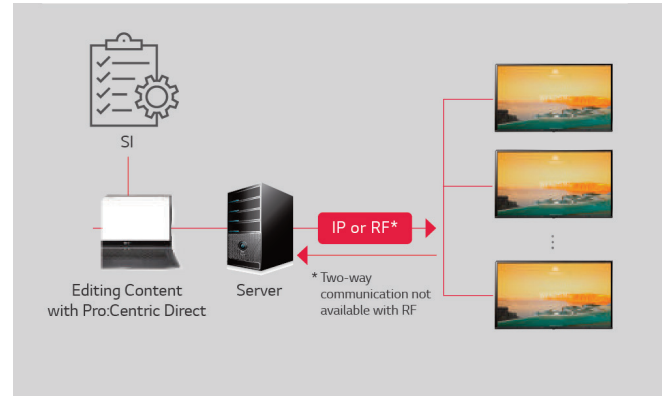 SI
IP or RF*
Editing Content
with Pro:Centric Direct
Server
* Two-way
communication not
available with RF